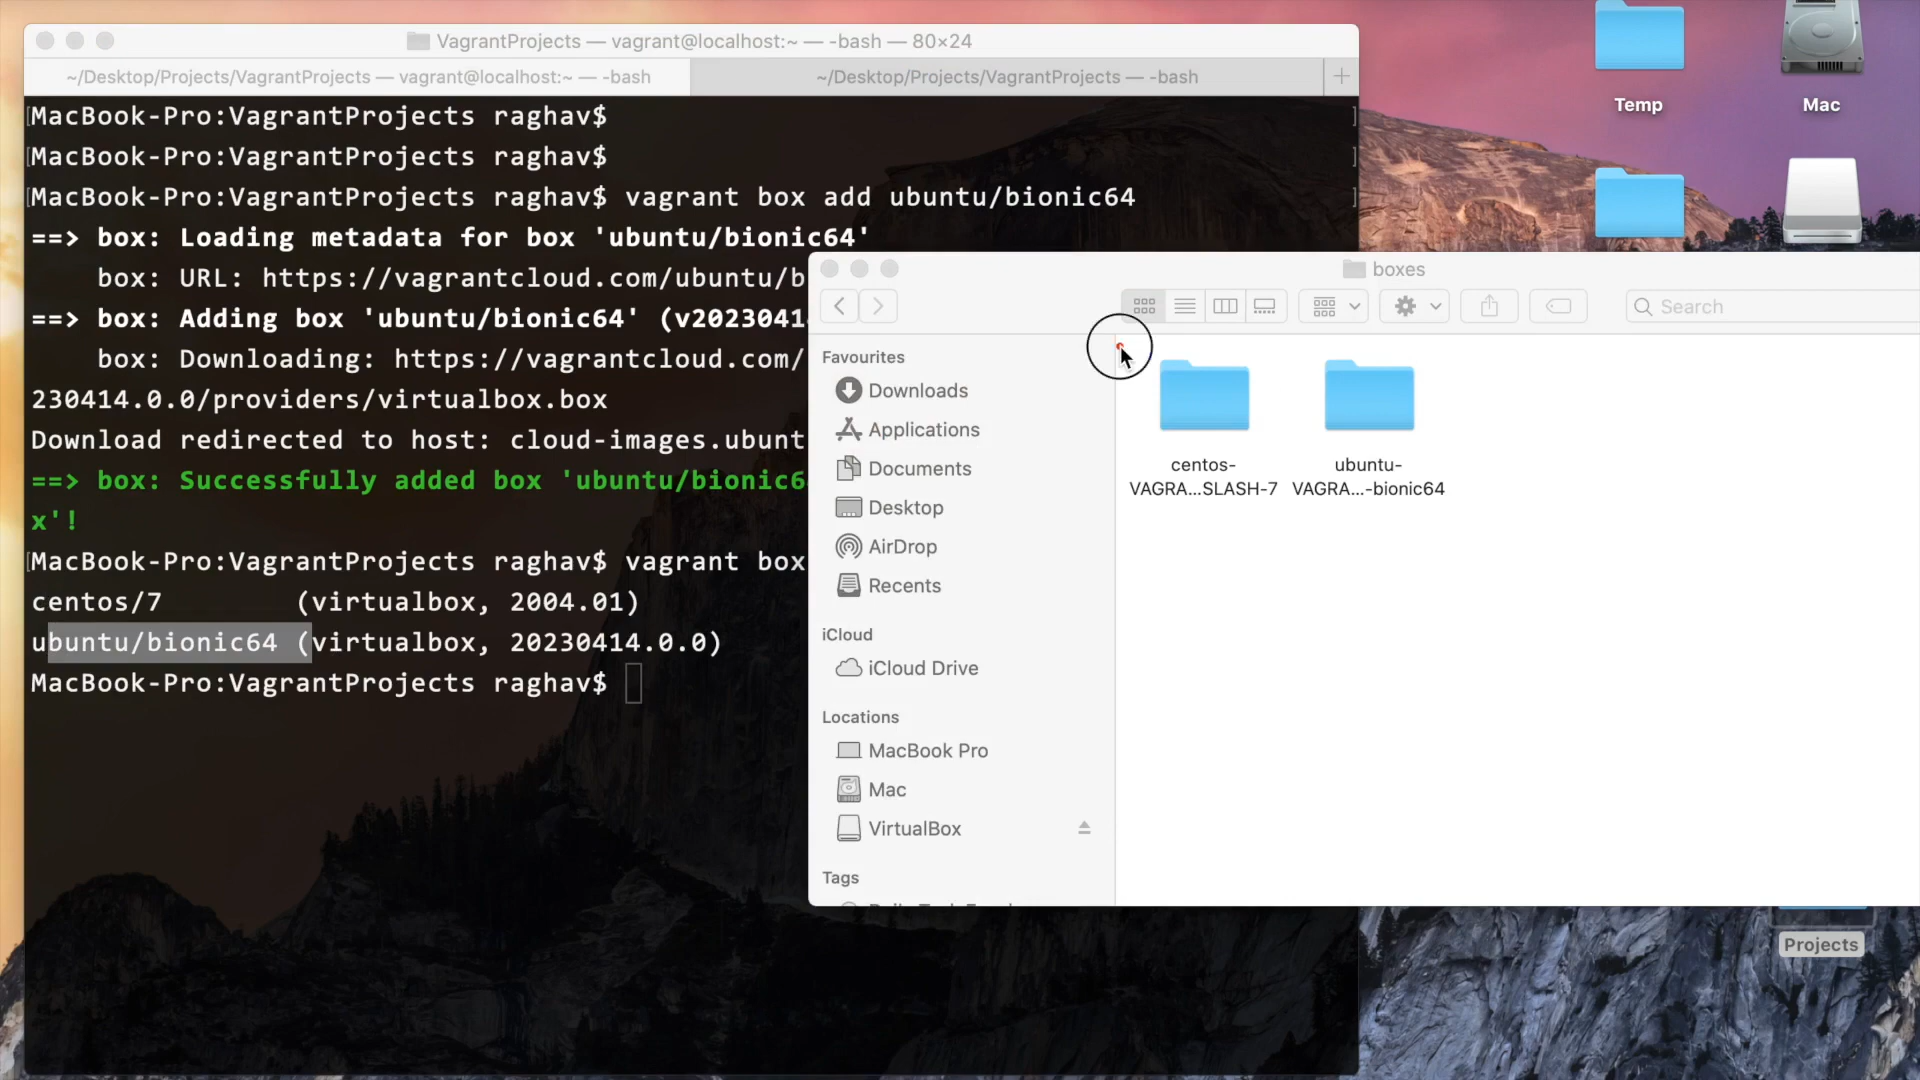 VagrantProjects — vagrant@localhost:~ — -bash — 80×24
~/Desktop/Projects/VagrantProjects — vagrant@localhost:~ — -bash
~/Desktop/Projects/VagrantProjects — -bash
MacBook-Pro:VagrantProjects raghav$
MacBook-Pro:VagrantProjects raghav$
MacBook-Pro:VagrantProjects raghav$ vagrant box add ubuntu/bionic64
==> box: Loading metadata for box 'ubuntu/bionic64'
box: URL: https://vagrantcloud.com/ubuntu/b
==> box: Adding box 'ubuntu/bionic64' (v2023041
box: Downloading: https://vagrantcloud.com/
230414.0.0/providers/virtualbox.box
Download redirected to host: cloud-images.ubunt
==> box: Successfully added box 'ubuntu/bionic6
x'!
MacBook-Pro:VagrantProjects raghav$ vagrant box
centos/7 (virtualbox, 2004.01)
ubuntu/bionic64 (virtualbox, 20230414.0.0)
MacBook-Pro:VagrantProjects raghav$
boxes
Search
Favourites
Downloads
Applications
Documents
Desktop
AirDrop
Recents
iCloud
iCloud Drive
Locations
MacBook Pro
Mac
VirtualBox
Tags
centos-
VAGRA...SLASH-7
ubuntu-
VAGRA...-bionic64
Temp
Mac
Projects